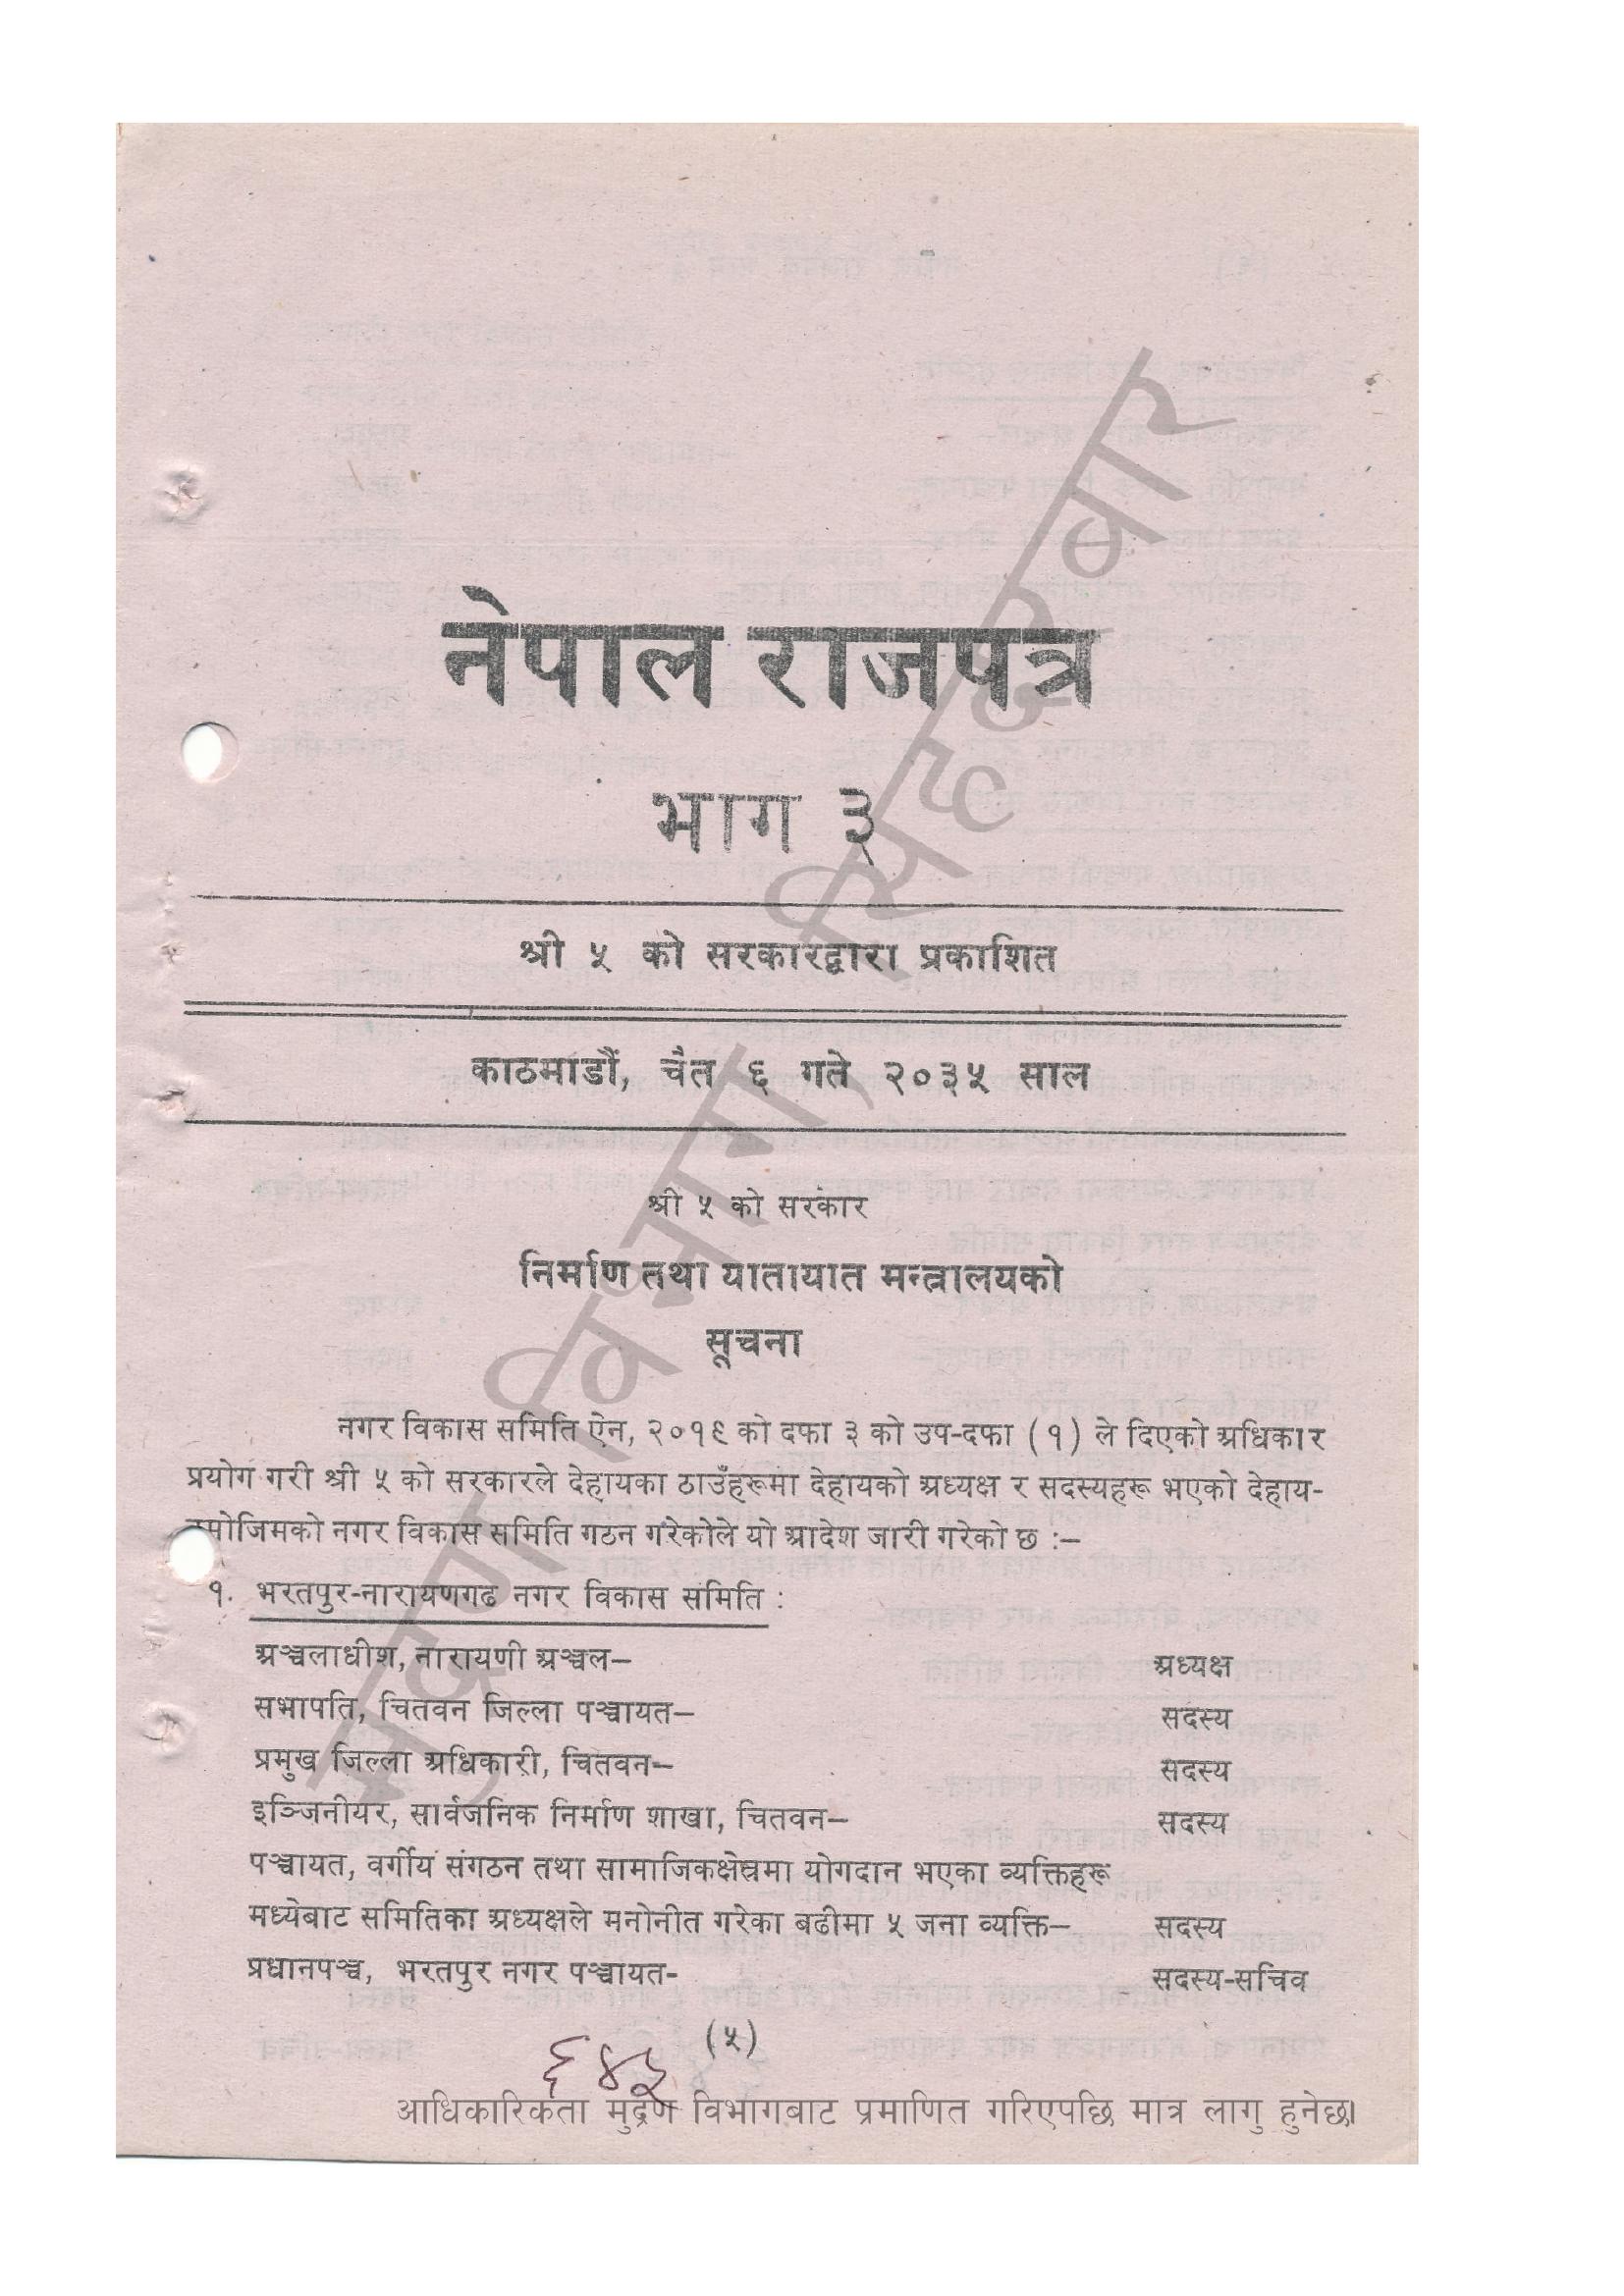 नेपाल राजपत्र
भाग ३
श्री ५ को सरकारद्वारा प्रकाशित
काठमाडौं, चैत ६ गते २०३५ साल
श्री ५ को सरकार
निर्माण तथा यातायात मन्त्रालयको
सूचना
नगर विकास समिति ऐन, २०१९ को दफा ३ को उप-दफा (१) ले दिएको अधिकार
प्रयोग गरी श्री ५ को सरकारले देहायका ठाउँहरूमा देहायको अध्यक्ष र सदस्यहरू भएको देहाय-
बमोजिमको नगर विकास समिति गठन गरेकोले यो आदेश जारी गरेको छ :–
१. भरतपुर-नारायणगढ नगर विकास समिति :
अञ्चलाधीश, नारायणी अञ्चल– अध्यक्ष
सभापति, चितवन जिल्ला पञ्चायत– सदस्य
प्रमुख जिल्ला अधिकारी, चितवन– सदस्य
इञ्जिनीयर, सार्वजनिक निर्माण शाखा, चितवन– सदस्य
पञ्चायत, वर्गीय संगठन तथा सामाजिकक्षेत्रमा योगदान भएका व्यक्तिहरू
मध्येबाट समितिका अध्यक्षले मनोनीत गरेका बढीमा ५ जना व्यक्ति– सदस्य
प्रधानपञ्च, भरतपुर नगर पञ्चायत- सदस्य-सचिव
(५)
६४५
आधिकारिकता मुद्रण विभागबाट प्रमाणित गरिएपछि मात्र लागु हुनेछ।
मुद्रण विभाग, सिंहदरबार